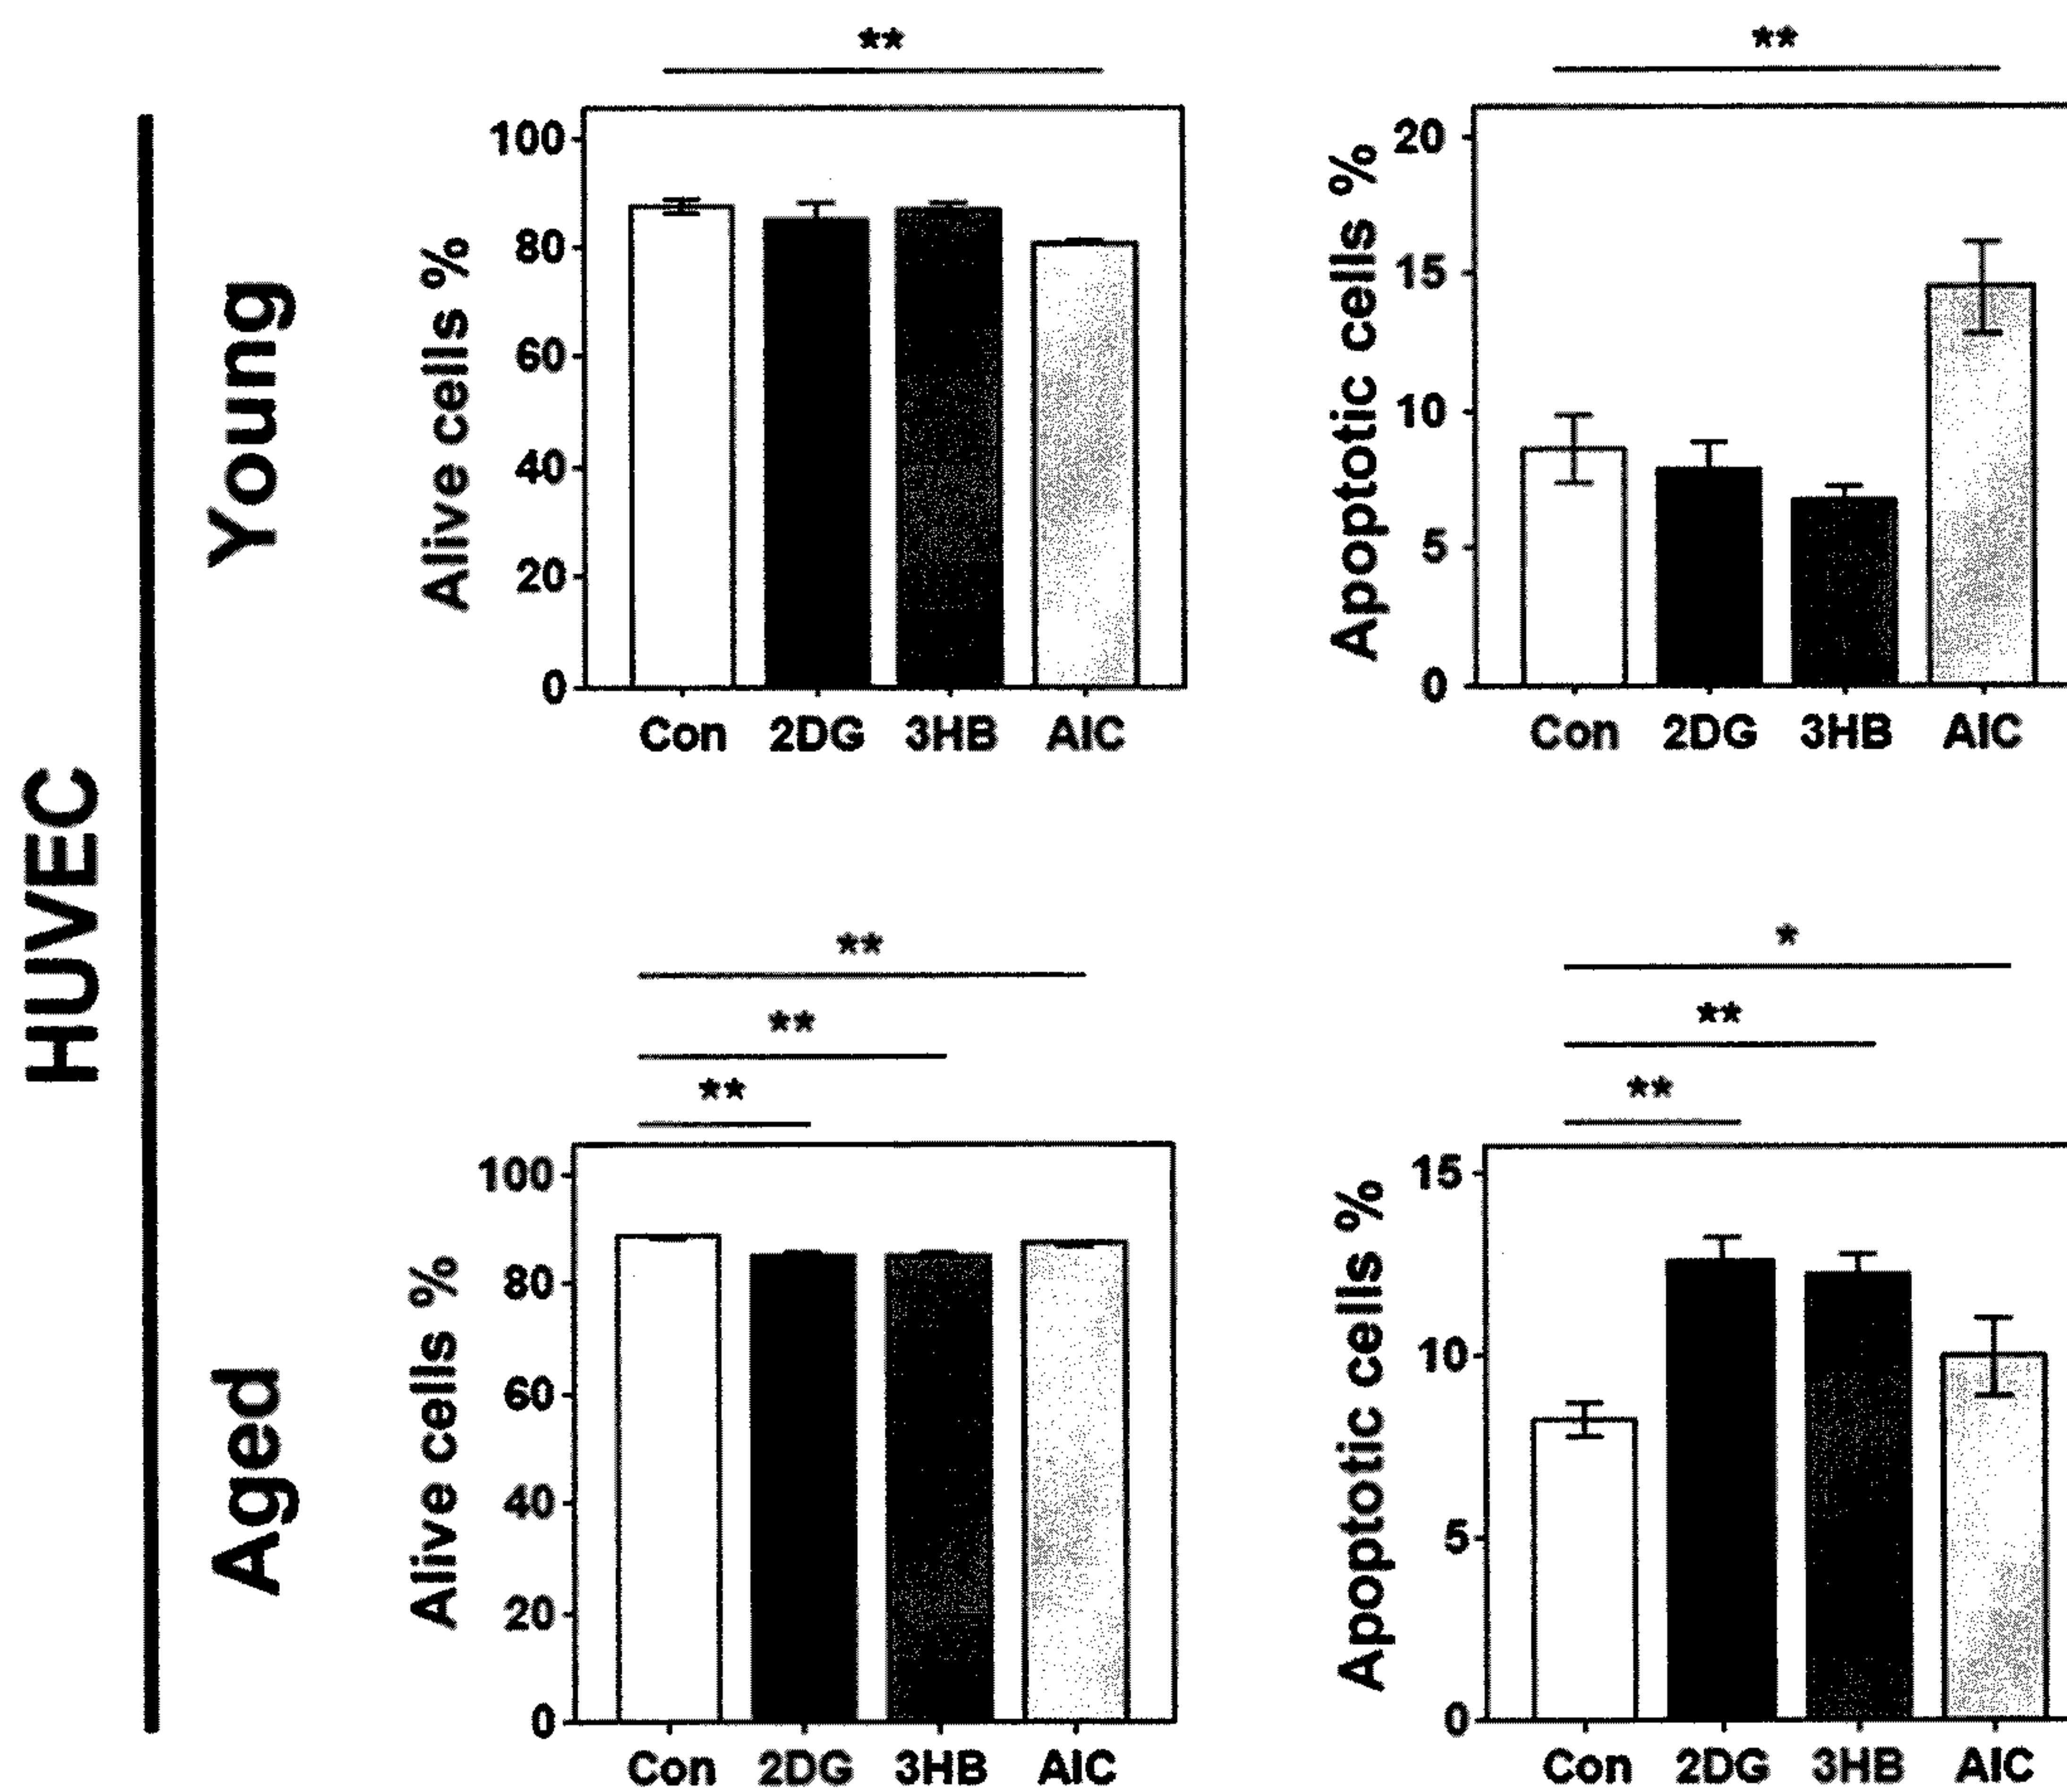 HUVEC
Young
**
Alive cells %
100
80
60
40
20
0
Con 2DG 3HB AIC
**
Apoptotic cells %
20
15
10
5
0
Con 2DG 3HB AIC
Aged
**
**
**
Alive cells %
100
80
60
40
20
0
Con 2DG 3HB AIC
*
**
**
Apoptotic cells %
15
10
5
0
Con 2DG 3HB AIC